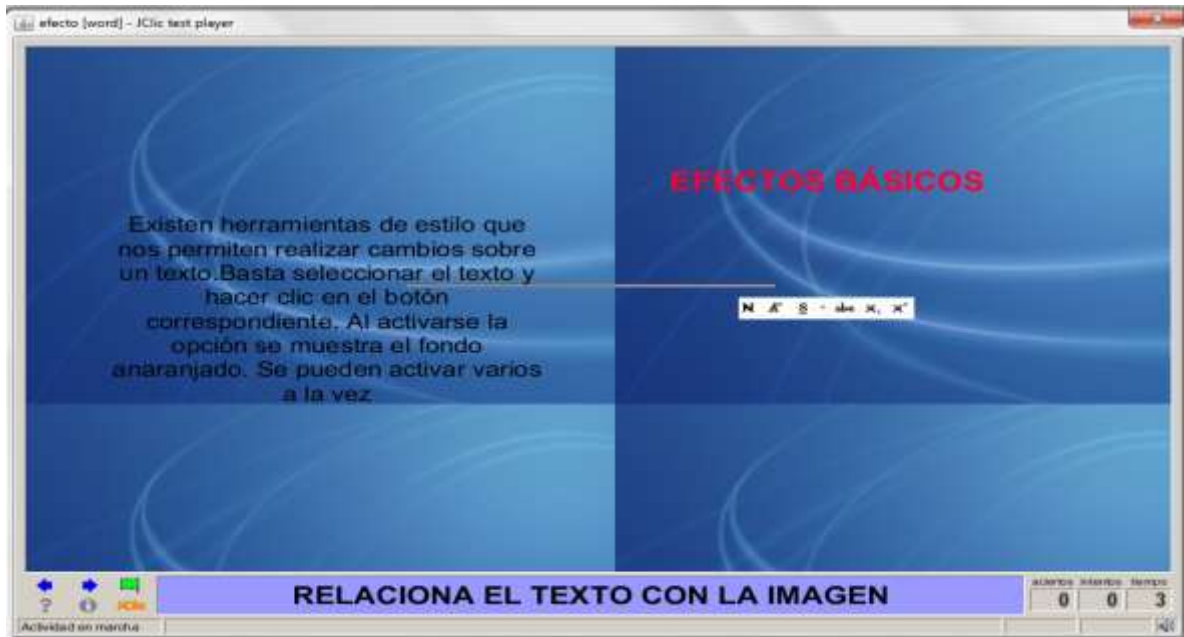 efecto [word] - JClic test player
EFECTOS BÁSICOS
Existen herramientas de estilo que
nos permiten realizar cambios sobre
un texto.Basta seleccionar el texto y
hacer clic en el botón
correspondiente. Al activarse la
opción se muestra el fondo
anaranjado. Se pueden activar varios
a la vez
N K S abc x, x²
RELACIONA EL TEXTO CON LA IMAGEN
aciertos intentos tiempo
0 0 3
Actividad en marcha